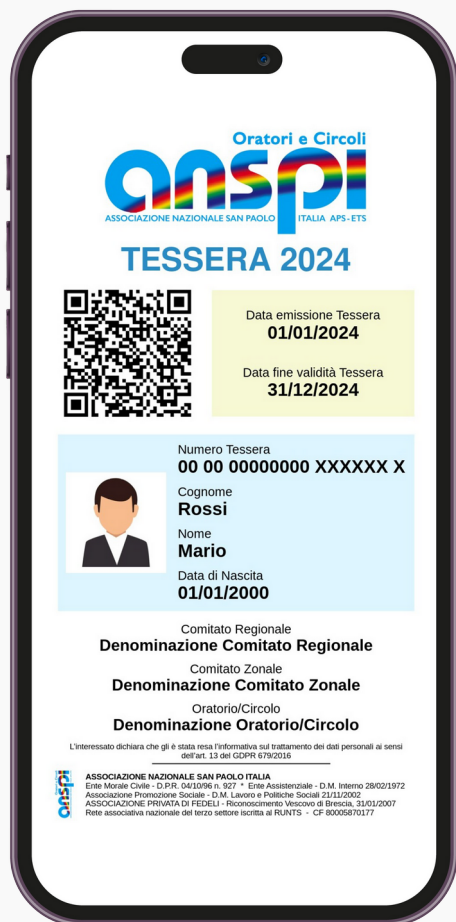 Oratori e Circoli
anspi
ASSOCIAZIONE NAZIONALE SAN PAOLO ITALIA APS-ETS
TESSERA 2024
Data emissione Tessera
01/01/2024
Data fine validità Tessera
31/12/2024
Numero Tessera
00 00 00000000 XXXXXX X
Cognome
Rossi
Nome
Mario
Data di Nascita
01/01/2000
Comitato Regionale
Denominazione Comitato Regionale
Comitato Zonale
Denominazione Comitato Zonale
Oratorio/Circolo
Denominazione Oratorio/Circolo
L'interessato dichiara che gli è stata resa l'informativa sul trattamento dei dati personali ai sensi
dell'art. 13 del GDPR 679/2016
anspi
ASSOCIAZIONE NAZIONALE SAN PAOLO ITALIA
Ente Morale Civile - D.P.R. 04/10/96 n. 927 * Ente Assistenziale - D.M. Interno 28/02/1972
Associazione Promozione Sociale - D.M. Lavoro e Politiche Sociali 21/11/2002
ASSOCIAZIONE PRIVATA DI FEDELI - Riconoscimento Vescovo di Brescia, 31/01/2007
Rete associativa nazionale del terzo settore iscritta al RUNTS - CF 80005870177